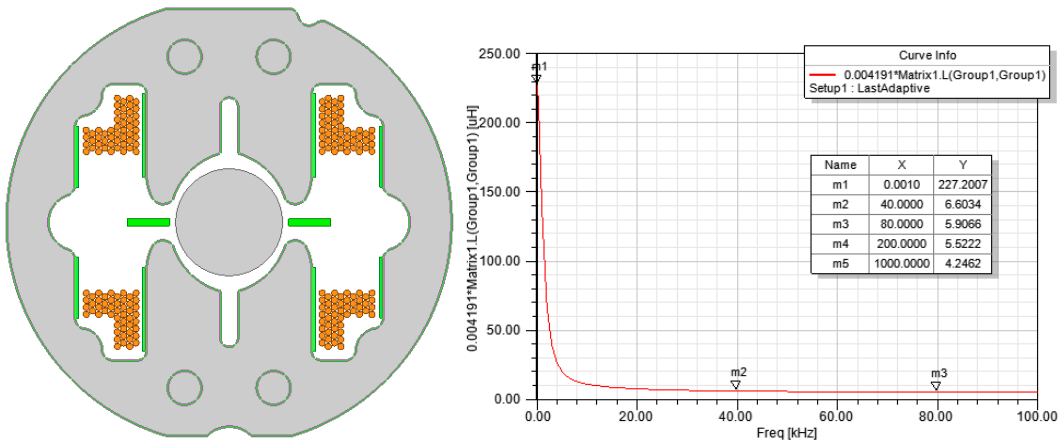 250.00
m1
200.00
150.00
100.00
50.00
0.00
0.004191*Matrix1.L(Group1,Group1) [uH]
Curve Info
0.004191*Matrix1.L(Group1,Group1)
Setup1 : LastAdaptive
Name X Y
m1 0.0010 227.2007
m2 40.0000 6.6034
m3 80.0000 5.9066
m4 200.0000 5.5222
m5 1000.0000 4.2462
m2
m3
0.00 20.00 40.00 60.00 80.00 100.00
Freq [kHz]